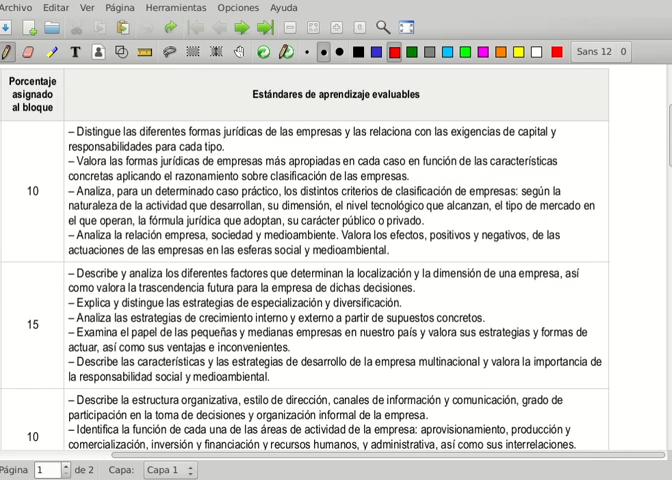 Archivo Editar Ver Página Herramientas Opciones Ayuda
T Sans 12 0
Porcentaje
asignado
al bloque
Estándares de aprendizaje evaluables
10
– Distingue las diferentes formas jurídicas de las empresas y las relaciona con las exigencias de capital y
responsabilidades para cada tipo.
– Valora las formas jurídicas de empresas más apropiadas en cada caso en función de las características
concretas aplicando el razonamiento sobre clasificación de las empresas.
– Analiza, para un determinado caso práctico, los distintos criterios de clasificación de empresas: según la
naturaleza de la actividad que desarrollan, su dimensión, el nivel tecnológico que alcanzan, el tipo de mercado en
el que operan, la fórmula jurídica que adoptan, su carácter público o privado.
– Analiza la relación empresa, sociedad y medioambiente. Valora los efectos, positivos y negativos, de las
actuaciones de las empresas en las esferas social y medioambiental.
15
– Describe y analiza los diferentes factores que determinan la localización y la dimensión de una empresa, así
como valora la trascendencia futura para la empresa de dichas decisiones.
– Explica y distingue las estrategias de especialización y diversificación.
– Analiza las estrategias de crecimiento interno y externo a partir de supuestos concretos.
– Examina el papel de las pequeñas y medianas empresas en nuestro país y valora sus estrategias y formas de
actuar, así como sus ventajas e inconvenientes.
– Describe las características y las estrategias de desarrollo de la empresa multinacional y valora la importancia de
la responsabilidad social y medioambiental.
10
– Describe la estructura organizativa, estilo de dirección, canales de información y comunicación, grado de
participación en la toma de decisiones y organización informal de la empresa.
– Identifica la función de cada una de las áreas de actividad de la empresa: aprovisionamiento, producción y
comercialización, inversión y financiación y recursos humanos, y administrativa, así como sus interrelaciones.
Página 1 de 2 Capa: Capa 1